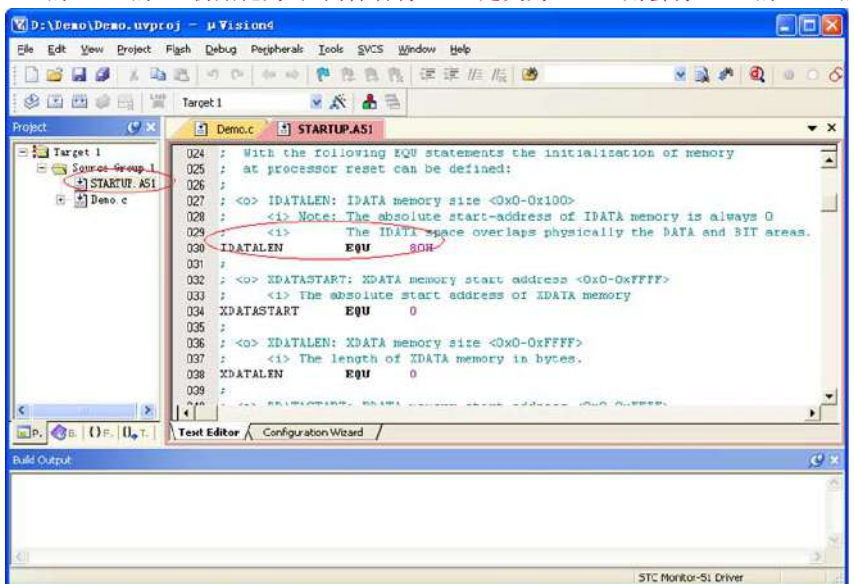 D:\Demo\Demo.uvproj - µVision4
File Edit View Project Flash Debug Peripherals Tools SVCS Window Help
Target 1
Project
Demo.c STARTUP.A51
Target 1
Source Group 1
STARTUP.A51
Demo.c
024 ; With the following EQU statements the initialization of memory
025 ; at processor reset can be defined:
026 ;
027 ; <o> IDATALEN: IDATA memory size <0x0-0x100>
028 ; <i> Note: The absolute start-address of IDATA memory is always 0
029 ; <i> The IDATA space overlaps physically the DATA and BIT areas.
030 IDATALEN EQU 80H
031 ;
032 ; <o> XDATASTART: XDATA memory start address <0x0-0xFFFF>
033 ; <i> The absolute start address of XDATA memory
034 XDATASTART EQU 0
035 ;
036 ; <o> XDATALEN: XDATA memory size <0x0-0xFFFF>
037 ; <i> The length of XDATA memory in bytes.
038 XDATALEN EQU 0
039 ;
P. B. {} F. 0 T.
Text Editor Configuration Wizard
Build Output
STC Monitor-51 Driver